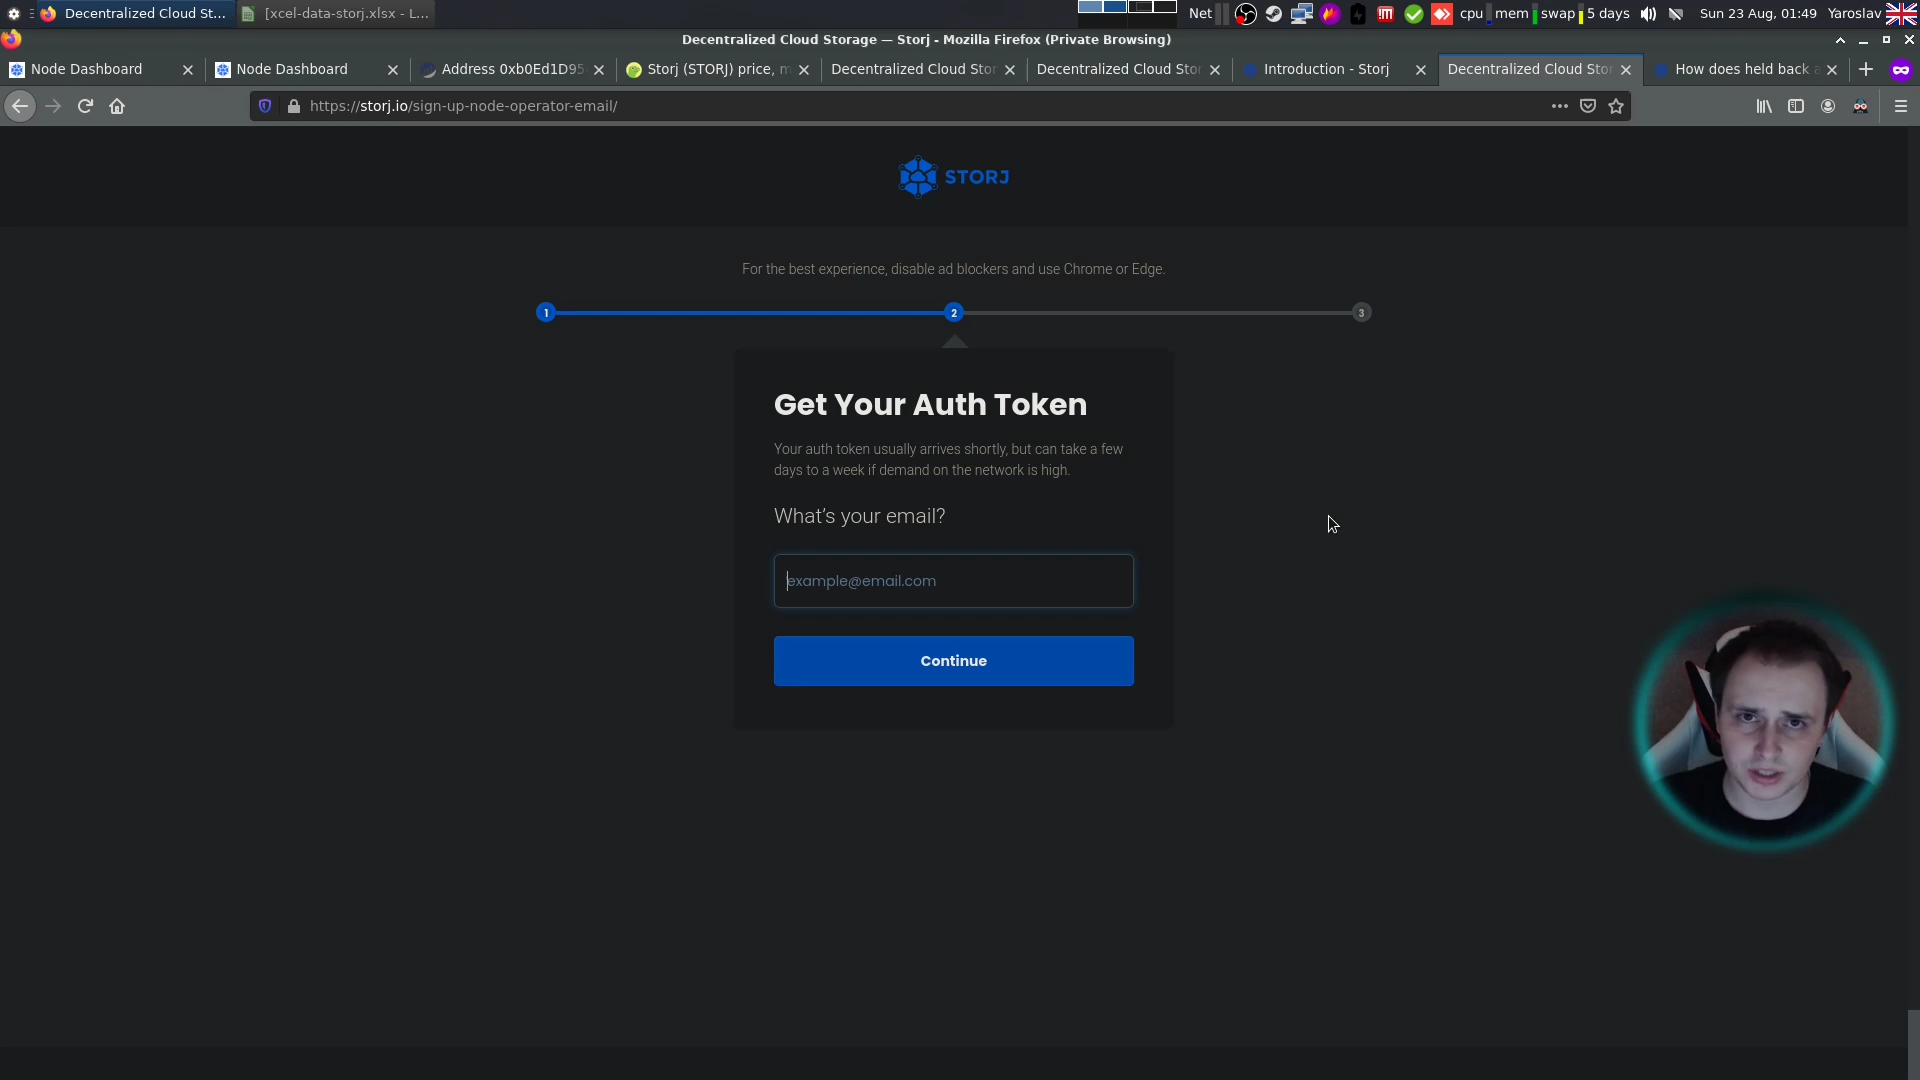 Decentralized Cloud St...
[xcel-data-storj.xlsx - L...
Net
cpu
mem
swap
5 days
Sun 23 Aug, 01:49
Yaroslav
Decentralized Cloud Storage — Storj - Mozilla Firefox (Private Browsing)
Node Dashboard
Node Dashboard
Address 0xb0Ed1D95
Storj (STORJ) price, m
Decentralized Cloud Stor
Decentralized Cloud Stor
Introduction - Storj
Decentralized Cloud Stor
How does held back a
https://storj.io/sign-up-node-operator-email/
STORJ
For the best experience, disable ad blockers and use Chrome or Edge.
1
2
3
Get Your Auth Token
Your auth token usually arrives shortly, but can take a few
days to a week if demand on the network is high.
What's your email?
example@email.com
Continue